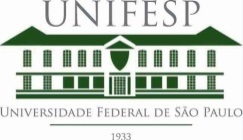 UNIFESP
UNIVERSIDADE FEDERAL DE SÃO PAULO
1933